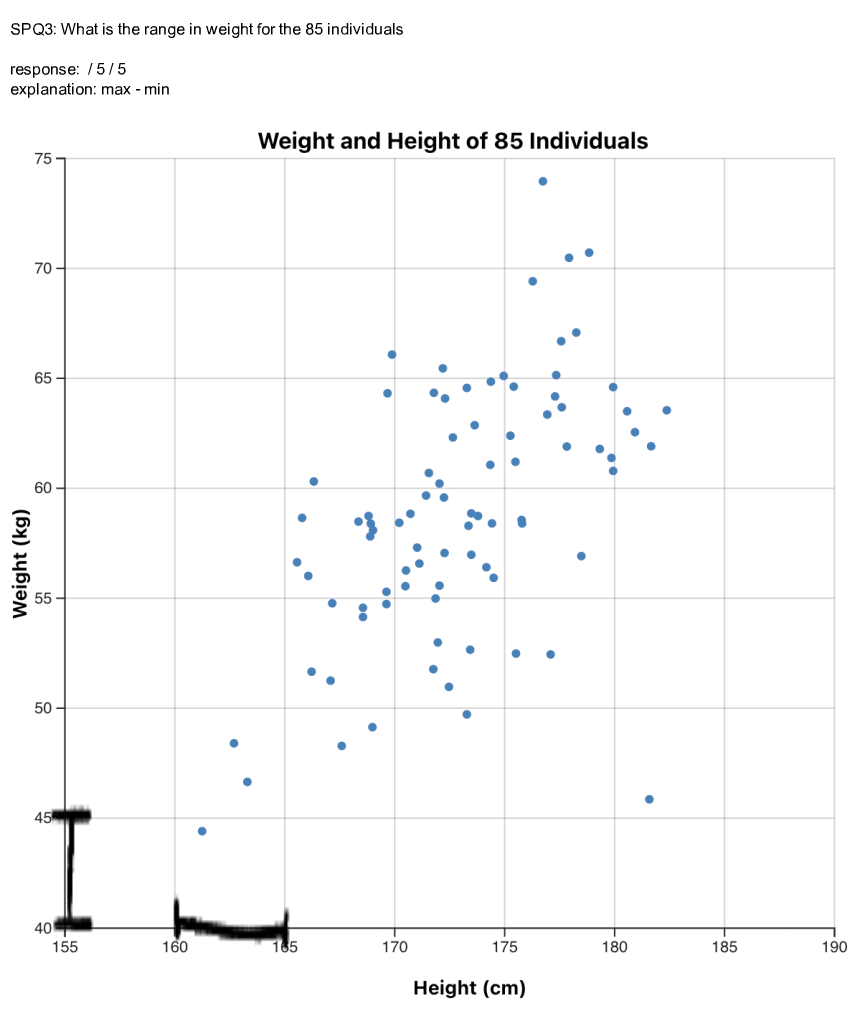 SPQ3: What is the range in weight for the 85 individuals
response:  / 5 / 5
explanation: max - min
Weight and Height of 85 Individuals
75
70
65
60
55
50
45
40
Weight (kg)
155 160 165 170 175 180 185 190
Height (cm)